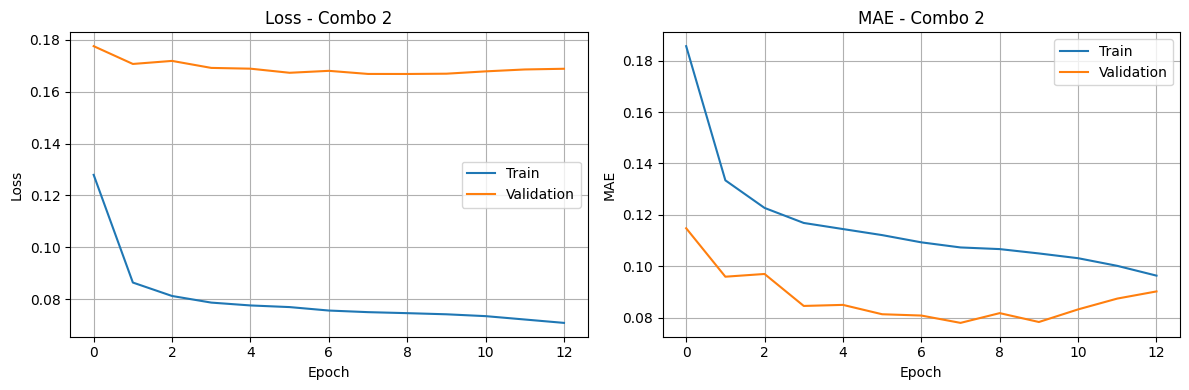 Loss - Combo 2
0.18
0.16
0.14
0.12
0.10
0.08
Loss
Train
Validation
0 2 4 6 8 10 12
Epoch
MAE - Combo 2
0.18
0.16
0.14
0.12
0.10
0.08
MAE
Train
Validation
0 2 4 6 8 10 12
Epoch